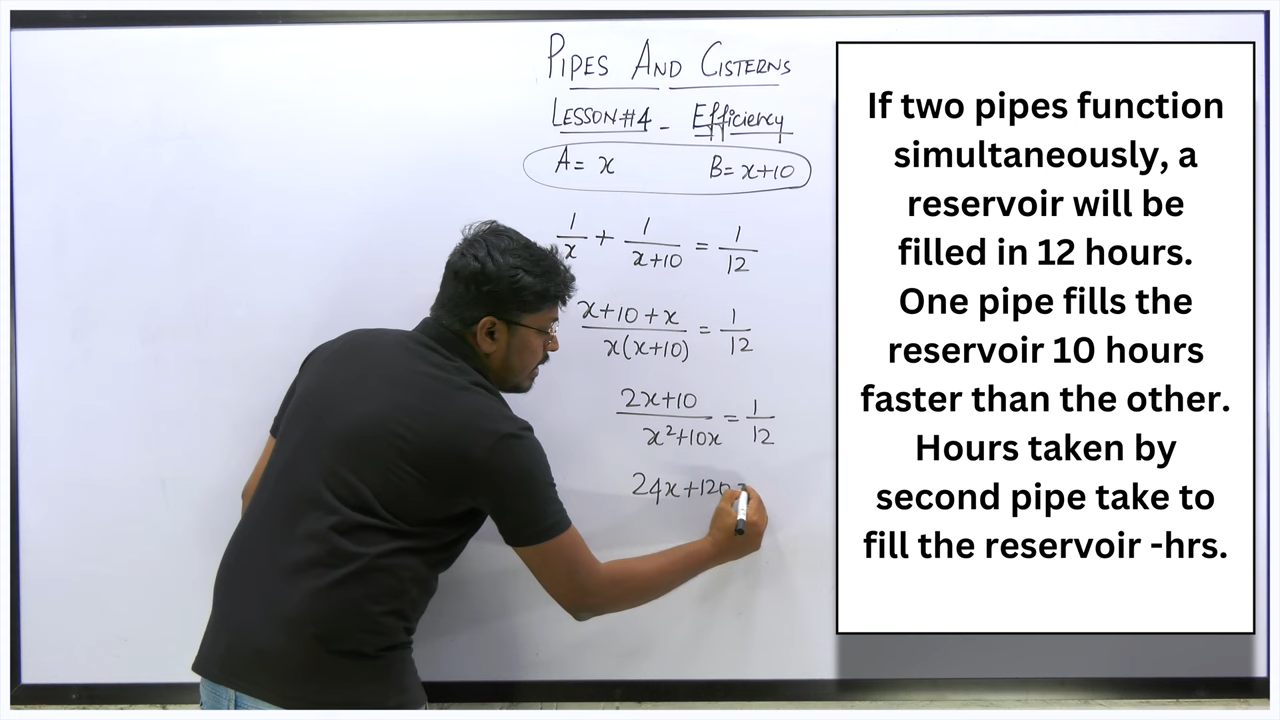 PIPES AND CISTERNS
LESSON#4 - Efficiency
A= x B= x+10
1/x + 1/(x+10) = 1/12
(x+10+x)/(x(x+10)) = 1/12
(2x+10)/(x²+10x) = 1/12
24x+120 =
If two pipes function
simultaneously, a
reservoir will be
filled in 12 hours.
One pipe fills the
reservoir 10 hours
faster than the other.
Hours taken by
second pipe take to
fill the reservoir -hrs.